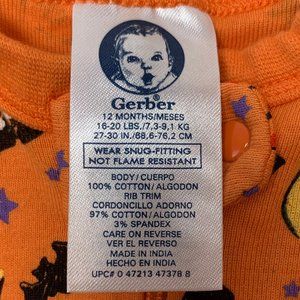 Gerber®
12 MONTHS/MESES
16-20 LBS./7,3-9,1 KG
27-30 IN./68,6-76,2 CM
WEAR SNUG-FITTING
NOT FLAME RESISTANT
BODY/CUERPO
100% COTTON/ALGODON
RIB TRIM
CORDONCILLO ADORNO
97% COTTON/ALGODON
3% SPANDEX
CARE ON REVERSE
VER EL REVERSO
MADE IN INDIA
HECHO EN INDIA
UPC# 0 47213 47378 8